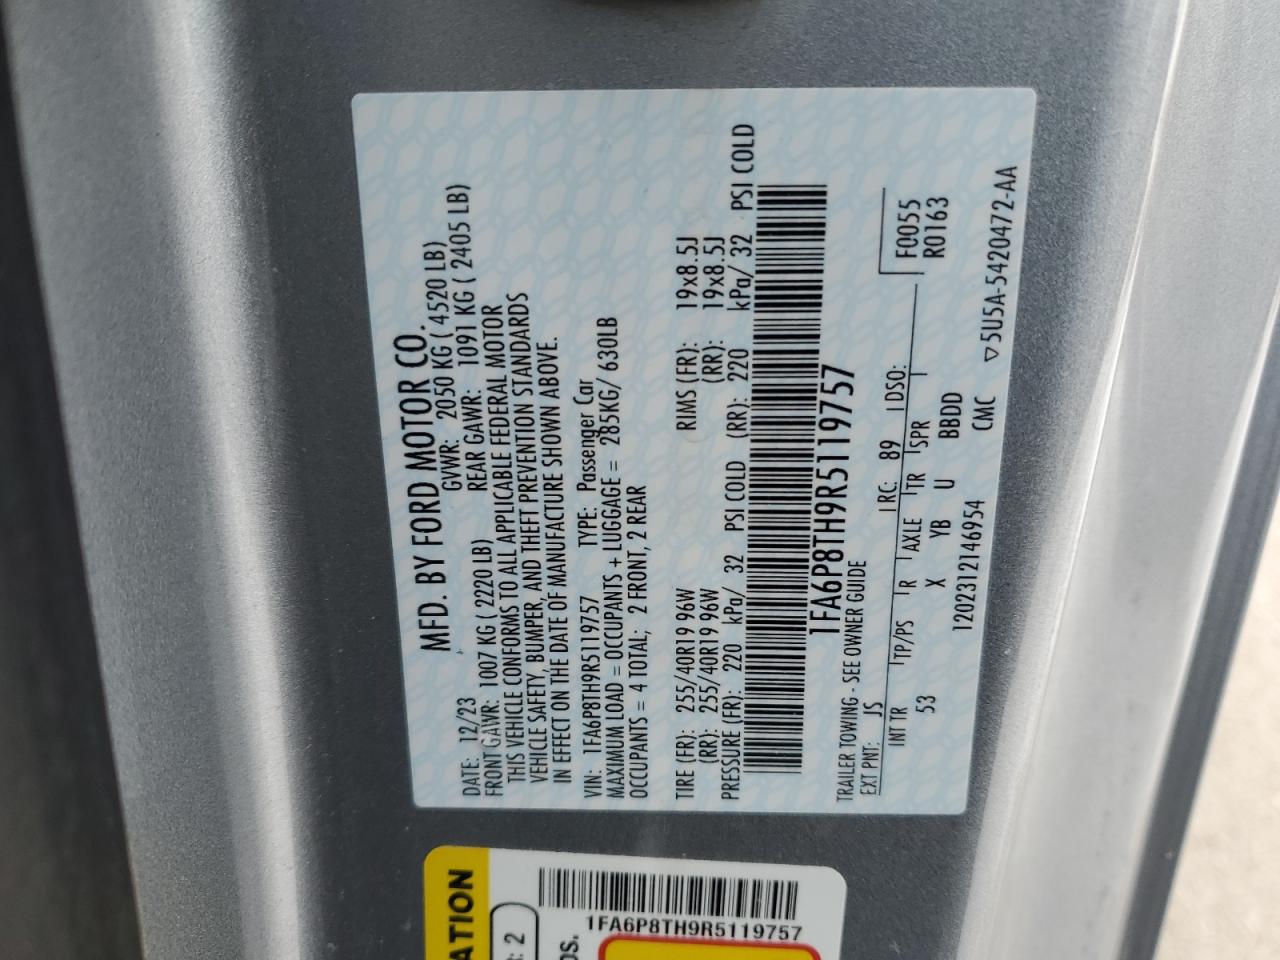 MFD. BY FORD MOTOR CO.
DATE: 12/23 GVWR: 2050 KG ( 4520 LB)
FRONT GAWR: 1007 KG ( 2220 LB) REAR GAWR: 1091 KG ( 2405 LB)
THIS VEHICLE CONFORMS TO ALL APPLICABLE FEDERAL MOTOR
VEHICLE SAFETY, BUMPER, AND THEFT PREVENTION STANDARDS
IN EFFECT ON THE DATE OF MANUFACTURE SHOWN ABOVE.
VIN: 1FA6P8TH9R5119757 TYPE: Passenger Car
MAXIMUM LOAD = OCCUPANTS + LUGGAGE = 285KG/ 630LB
OCCUPANTS = 4 TOTAL; 2 FRONT, 2 REAR
TIRE (FR): 255/40R19 96W RIMS (FR): 19x8.5J
(RR): 255/40R19 96W (RR): 19x8.5J
PRESSURE (FR): 220 kPa/ 32 PSI COLD (RR): 220 kPa/ 32 PSI COLD
1FA6P8TH9R5119757
TRAILER TOWING - SEE OWNER GUIDE
EXT PNT: JS RC: 89 DSO: F0055
INT TR TP/PS R AXLE TR SPR R0163
53 X YB U BBDD
1202312146954 CMC ▽5U5A-5420472-AA
ATION
: 2
OS.
1FA6P8TH9R5119757